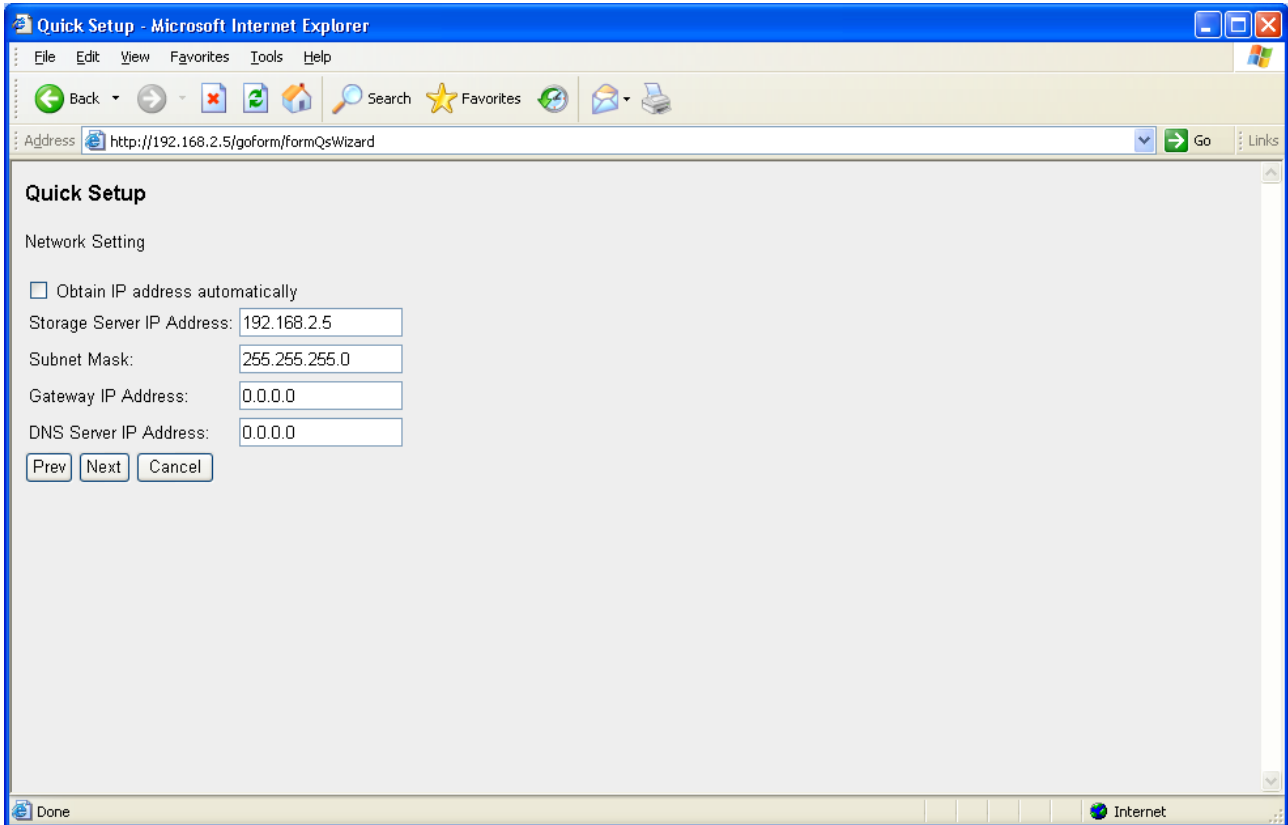 Quick Setup - Microsoft Internet Explorer
File Edit View Favorites Tools Help
Back Search Favorites
Address http://192.168.2.5/goform/formQsWizard Go Links
Quick Setup
Network Setting
Obtain IP address automatically
Storage Server IP Address: 192.168.2.5
Subnet Mask: 255.255.255.0
Gateway IP Address: 0.0.0.0
DNS Server IP Address: 0.0.0.0
Prev Next Cancel
Done Internet